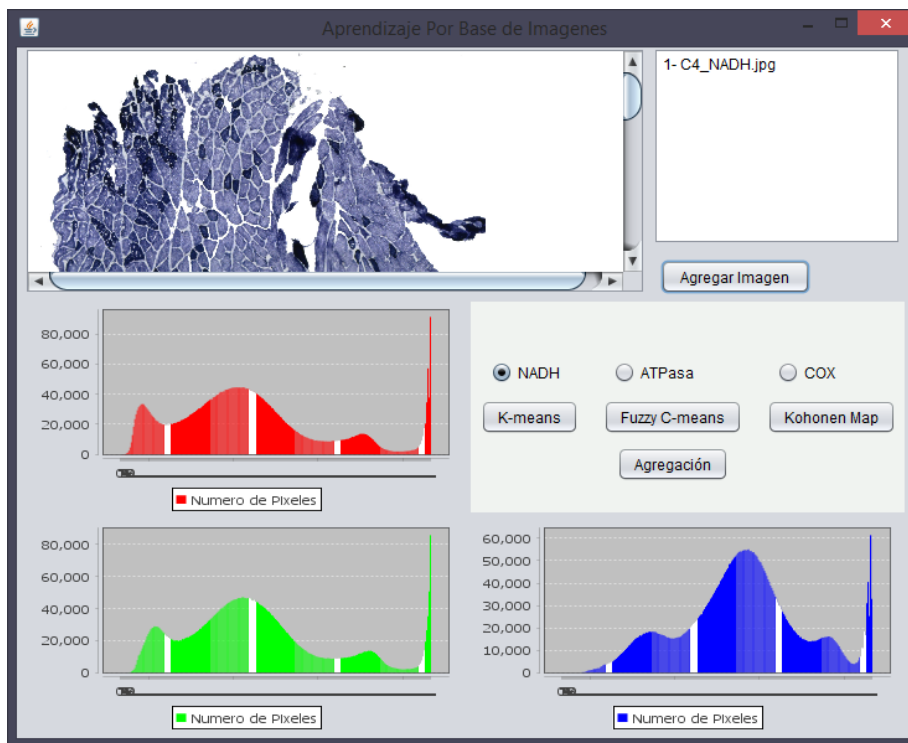 Aprendizaje Por Base de Imagenes
1- C4_NADH.jpg
Agregar Imagen
80,000
60,000
40,000
20,000
0
Numero de Pixeles
NADH
ATPasa
COX
K-means
Fuzzy C-means
Kohonen Map
Agregación
80,000
60,000
40,000
20,000
0
Numero de Pixeles
60,000
50,000
40,000
30,000
20,000
10,000
0
Numero de Pixeles